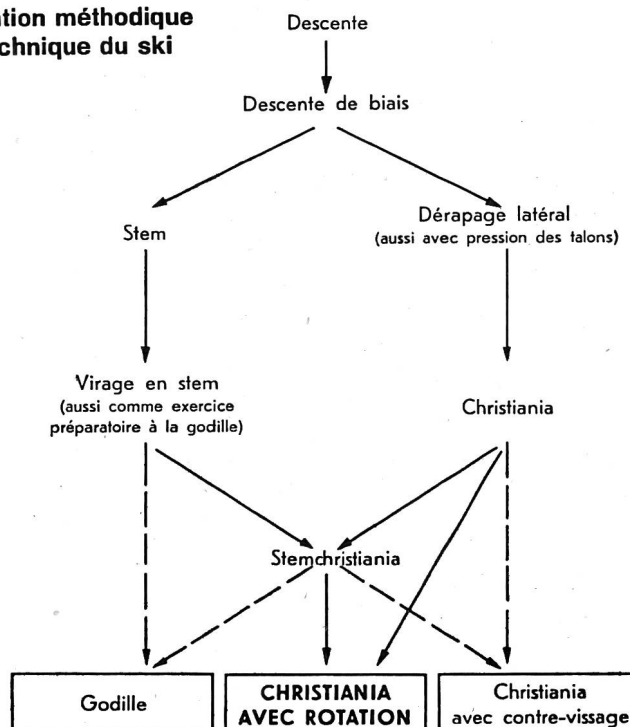 tion méthodique
chnique du ski
Descente
Descente de biais
Stem
Dérapage latéral
(aussi avec pression des talons)
Virage en stem
(aussi comme exercice
préparatoire à la godille)
Christiania
Stemchristiania
Godille
CHRISTIANIA
AVEC ROTATION
Christiania
avec contre-vissage